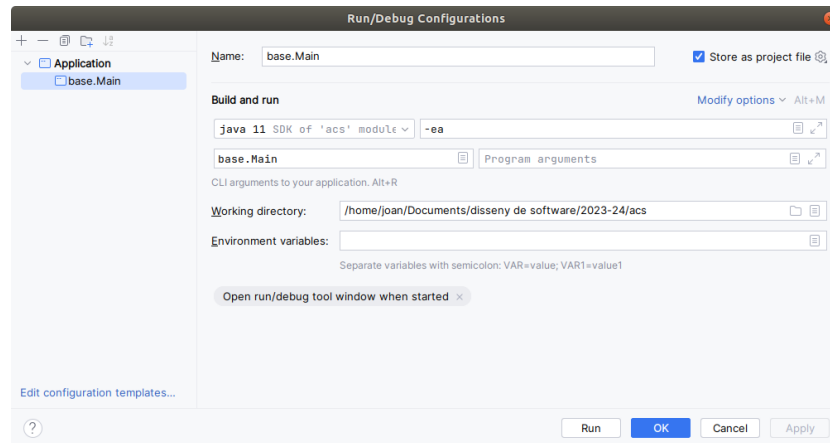 Run/Debug Configurations
Application
base.Main
Edit configuration templates...
Name: base.Main Store as project file
Build and run Modify options Alt+M
java 11 SDK of 'acs' module -ea
base.Main Program arguments
CLI arguments to your application. Alt+R
Working directory: /home/joan/Documents/disseny de software/2023-24/acs
Environment variables:
Separate variables with semicolon: VAR=value; VAR1=value1
Open run/debug tool window when started ×
? Run OK Cancel Apply